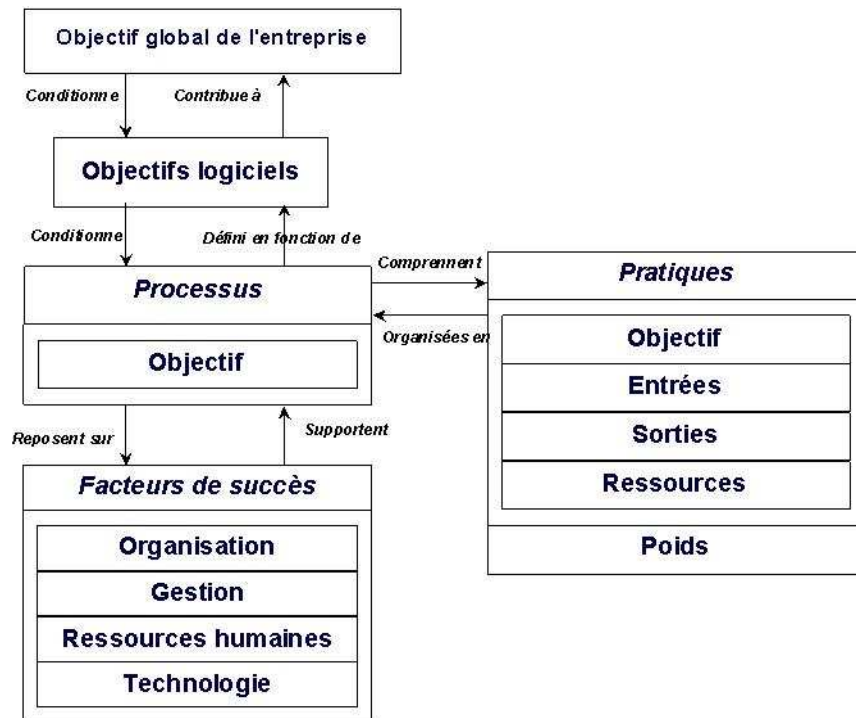 Objectif global de l'entreprise
Conditionne
Contribue à
Objectifs logiciels
Conditionne
Défini en fonction de
Processus
Objectif
Comprennent
Organisées en
Pratiques
Objectif
Entrées
Sorties
Ressources
Poids
Reposent sur
Supportent
Facteurs de succès
Organisation
Gestion
Ressources humaines
Technologie